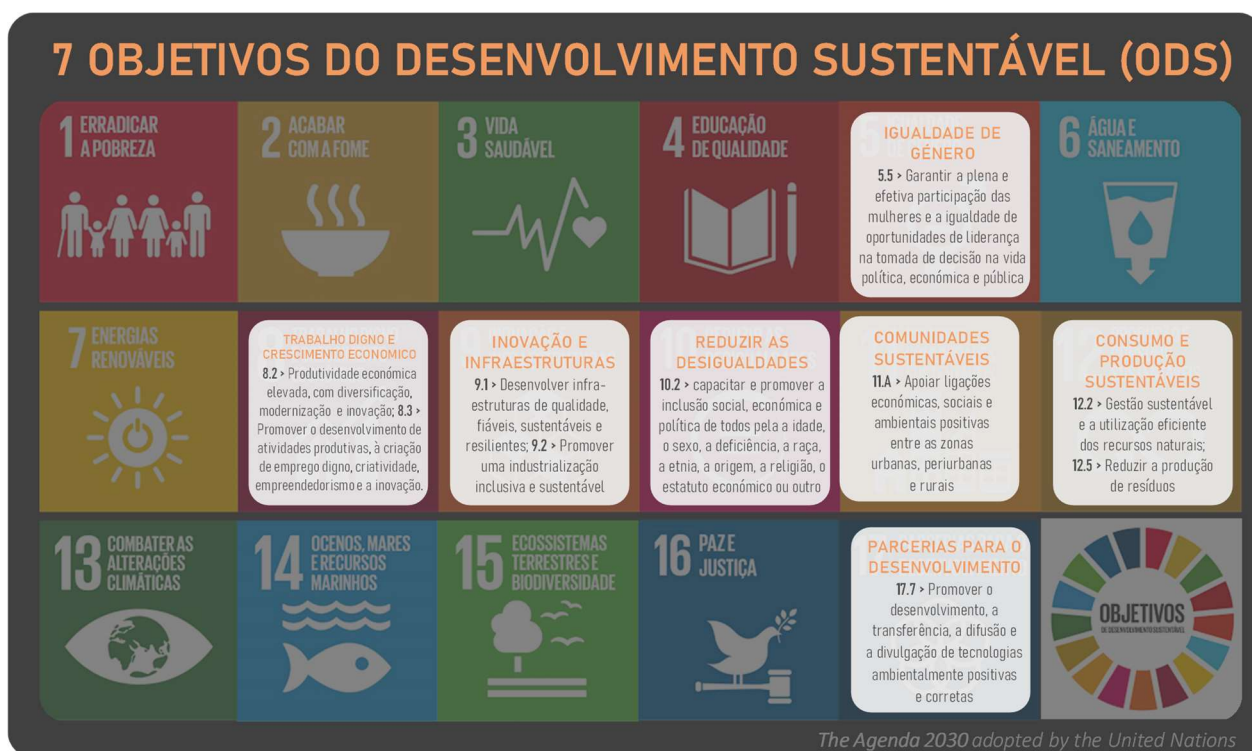 7 OBJETIVOS DO DESENVOLVIMENTO SUSTENTÁVEL (ODS)
1 ERRADICAR
A POBREZA
2 ACABAR
COM A FOME
3 VIDA
SAUDÁVEL
4 EDUCAÇÃO
DE QUALIDADE
IGUALDADE DE
GÉNERO
5.5 > Garantir a plena e
efetiva participação das
mulheres e a igualdade de
oportunidades de liderança
na tomada de decisão na vida
política, económica e pública
6 ÁGUA E
SANEAMENTO
7 ENERGIAS
RENOVÁVEIS
TRABALHO DIGNO E
CRESCIMENTO ECONOMICO
8.2 > Produtividade económica
elevada, com diversificação,
modernização e inovação; 8.3 >
Promover o desenvolvimento de
atividades produtivas, à criação
de emprego digno, criatividade,
empreendedorismo e a inovação.
INOVAÇÃO E
INFRAESTRUTURAS
9.1 > Desenvolver infra-
estruturas de qualidade,
fiáveis, sustentáveis e
resilientes; 9.2 > Promover
uma industrialização
inclusiva e sustentável
REDUZIR AS
DESIGUALDADES
10.2 > capacitar e promover a
inclusão social, económica e
política de todos pela a idade,
o sexo, a deficiência, a raça,
a etnia, a origem, a religião, o
estatuto económico ou outro
COMUNIDADES
SUSTENTÁVEIS
11.A > Apoiar ligações
económicas, sociais e
ambientais positivas
entre as zonas
urbanas, periurbanas
e rurais
CONSUMO E
PRODUÇÃO
SUSTENTÁVEIS
12.2 > Gestão sustentável
e a utilização eficiente
dos recursos naturais;
12.5 > Reduzir a produção
de resíduos
13 COMBATER AS
ALTERAÇÕES
CLIMÁTICAS
14 OCENOS, MARES
E RECURSOS
MARINHOS
15 ECOSSISTEMAS
TERRESTRES E
BIODIVERSIDADE
16 PAZ E
JUSTIÇA
PARCERIAS PARA O
DESENVOLVIMENTO
17.7 > Promover o
desenvolvimento, a
transferência, a difusão e
a divulgação de tecnologias
ambientalmente positivas
e corretas
OBJETIVOS
DE DESENVOLVIMENTO SUSTENTÁVEL
The Agenda 2030 adopted by the United Nations